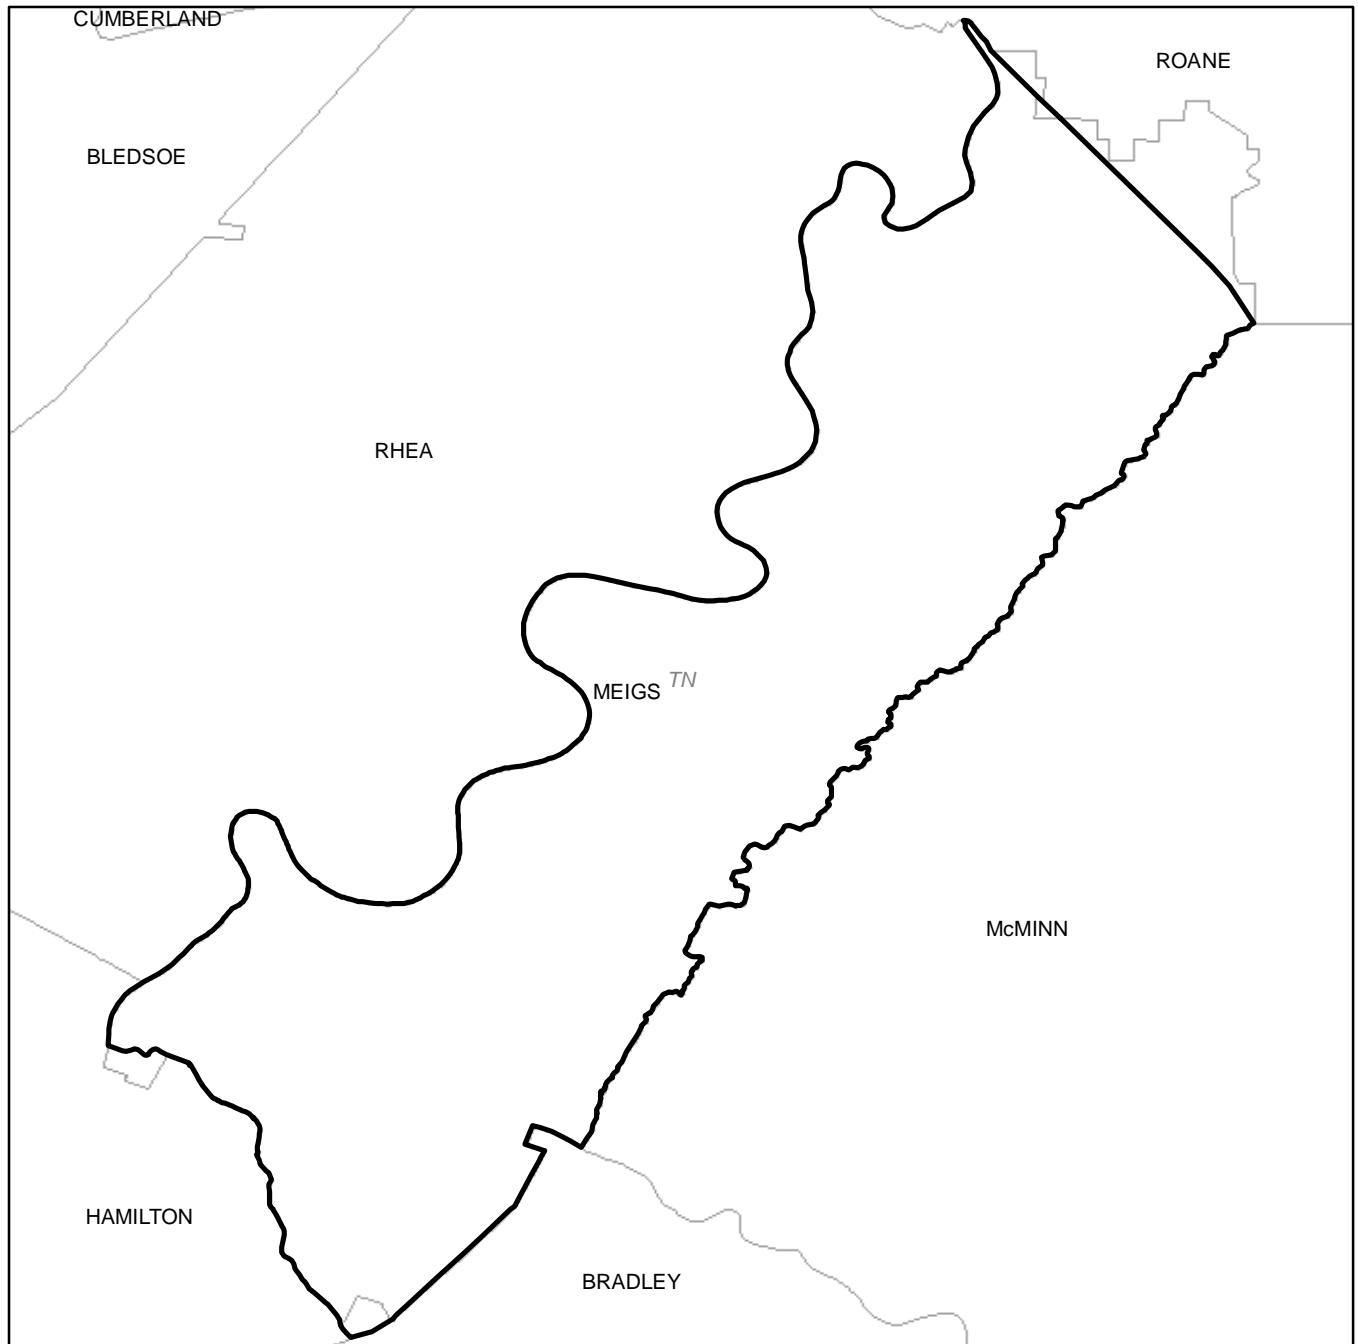 CUMBERLAND
ROANE
BLEDSOE
RHEA
MEIGS TN
McMINN
HAMILTON
BRADLEY